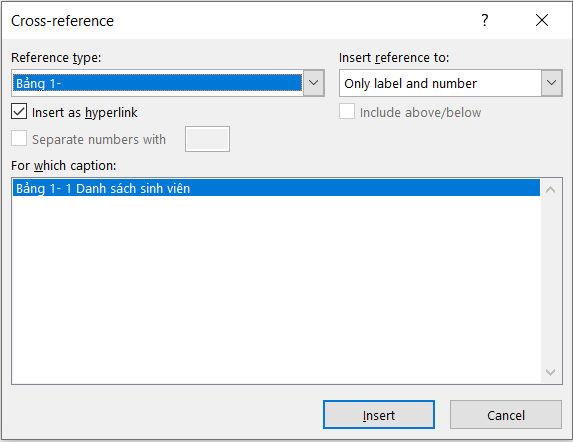 Cross-reference ?
Reference type: Insert reference to:
Bảng 1- Only label and number
Insert as hyperlink Include above/below
Separate numbers with
For which caption:
Bảng 1- 1 Danh sách sinh viên
Insert Cancel